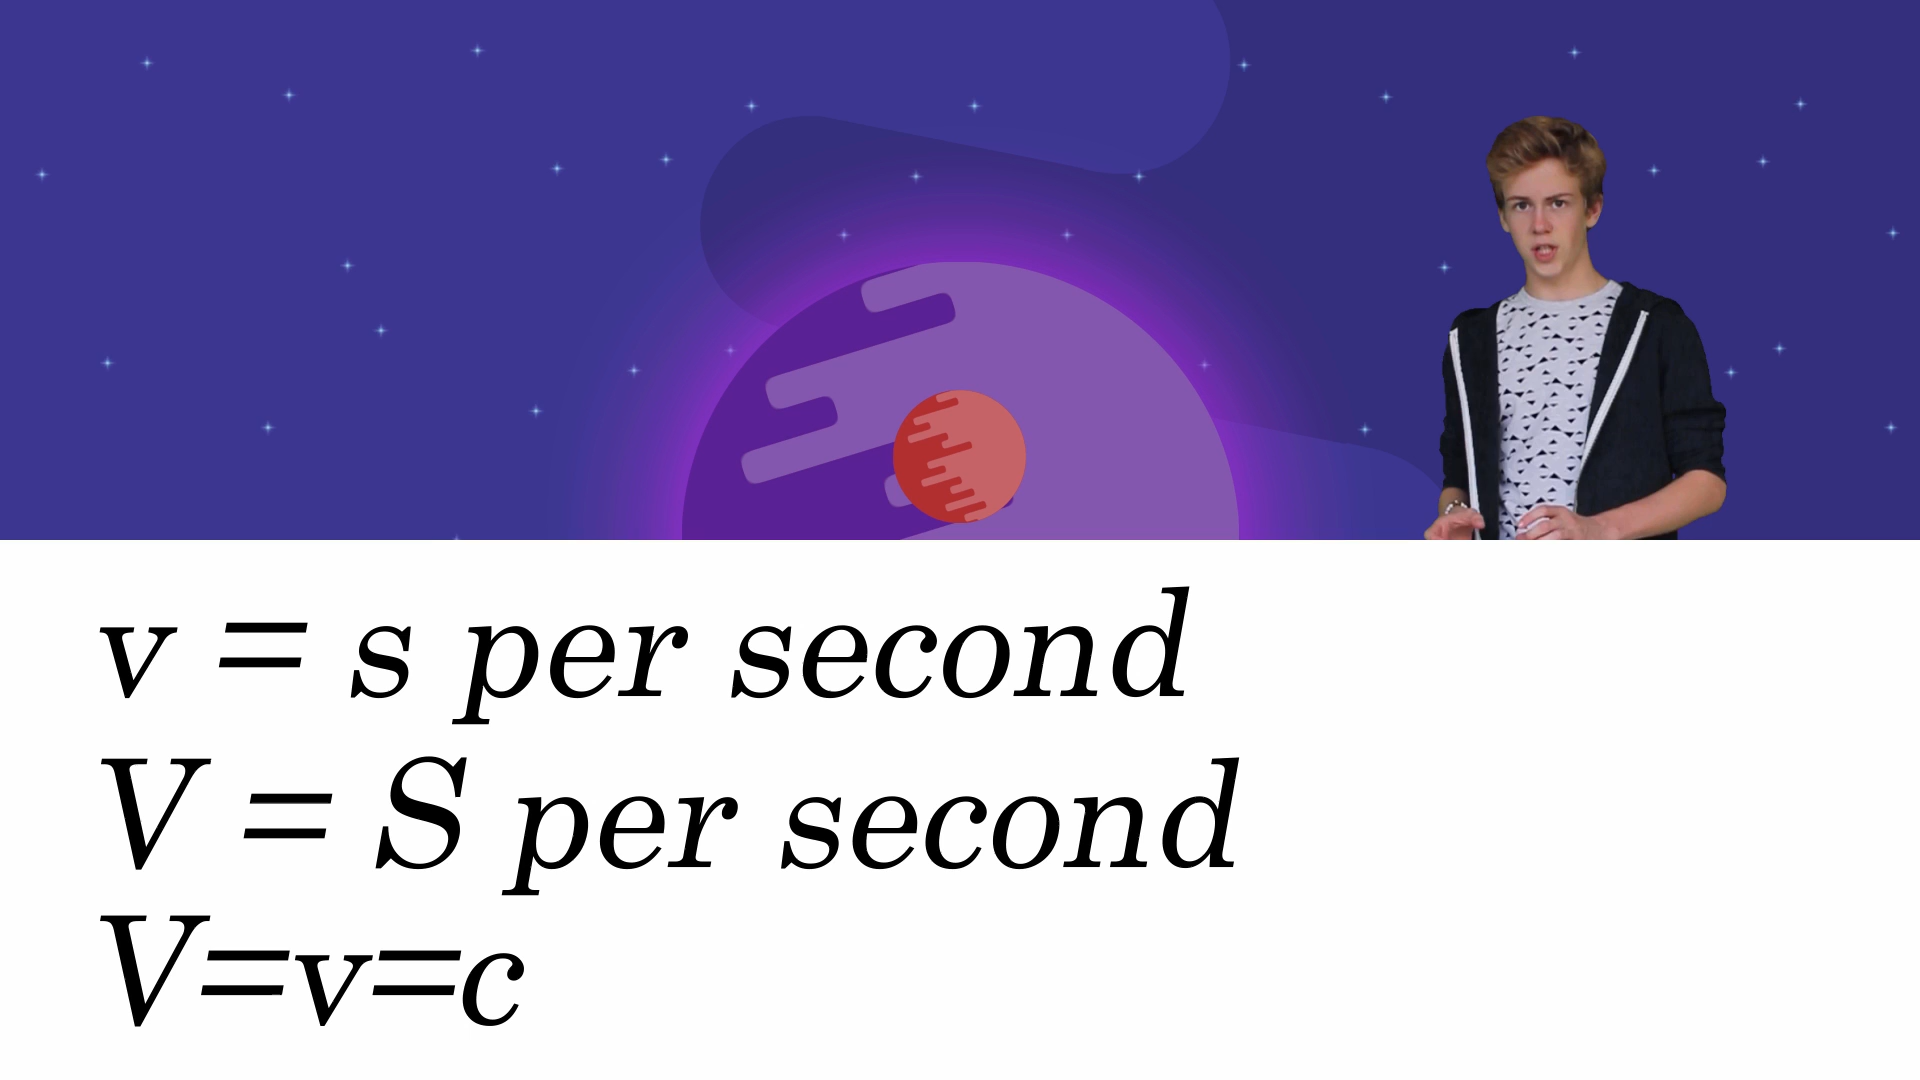 v = s per second
V = S per second
V=v=c